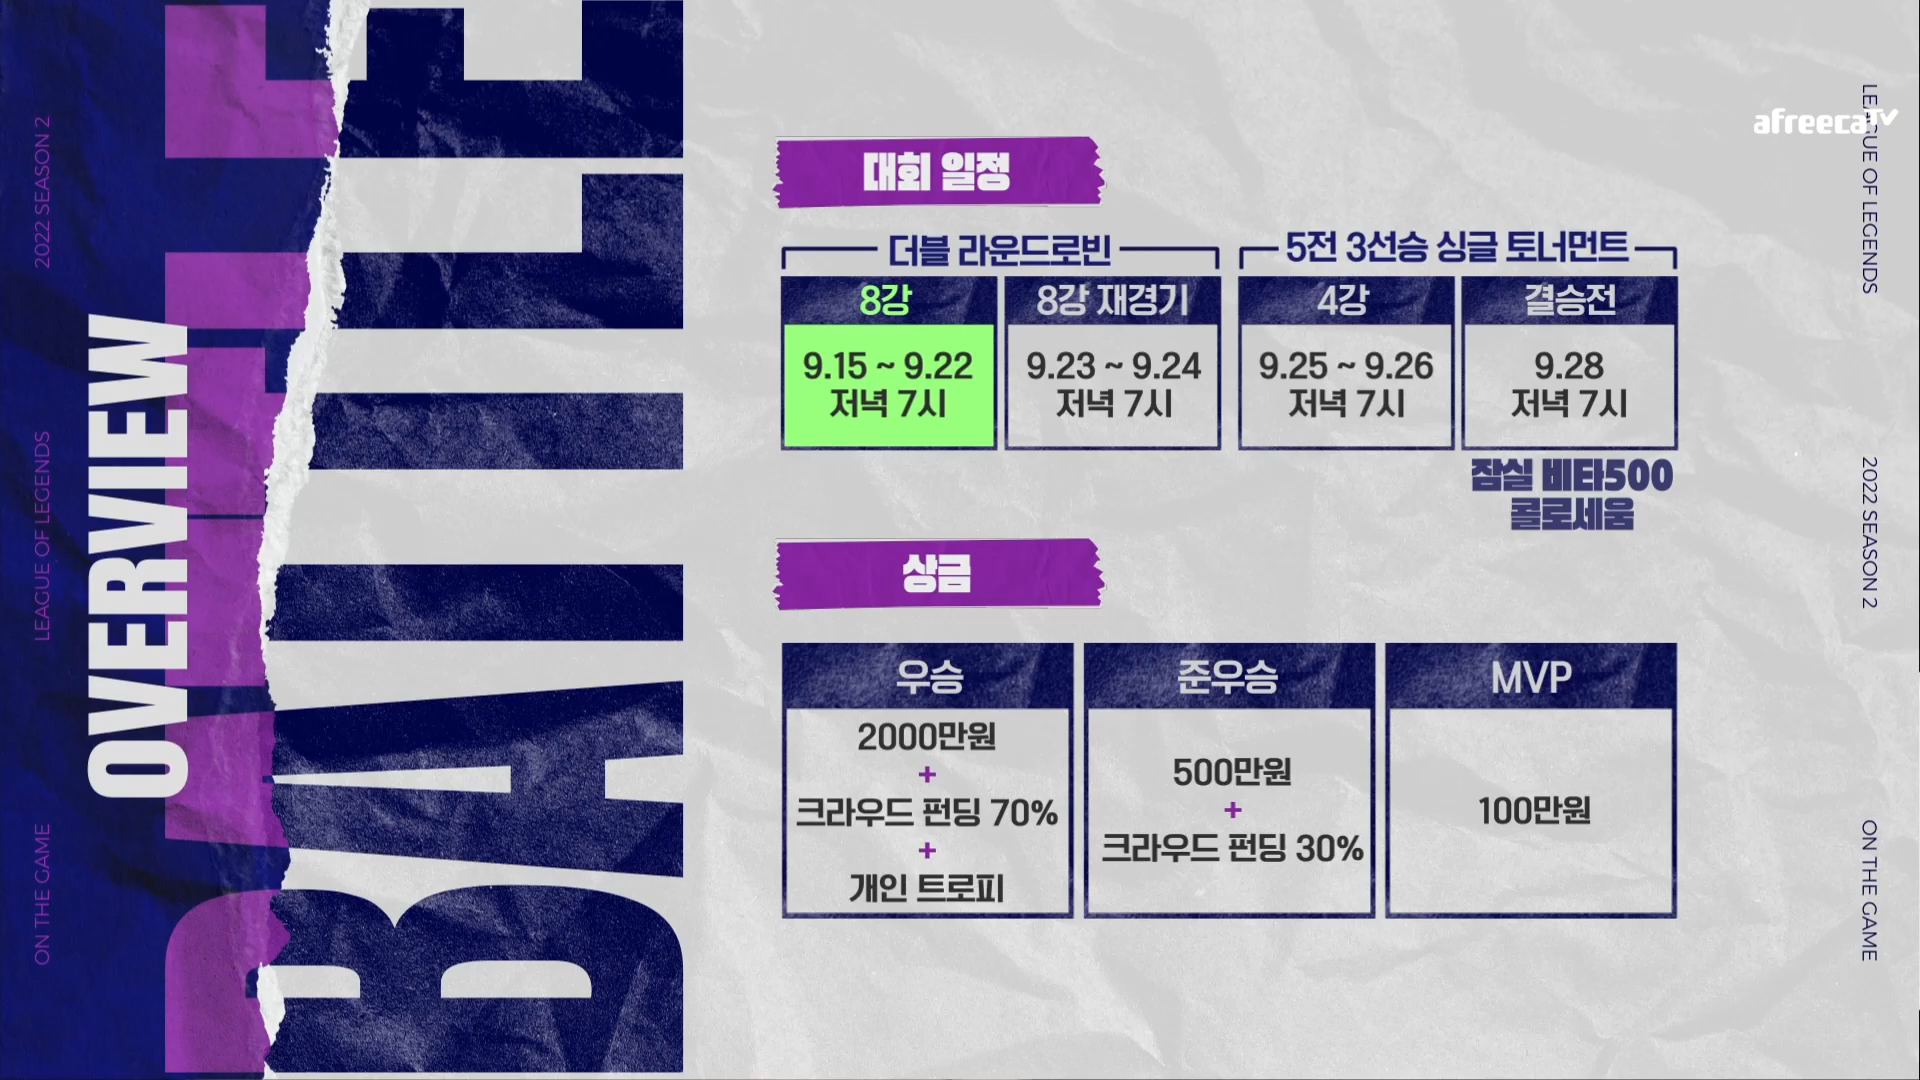 2022 SEASON 2
LEAGUE OF LEGENDS
ON THE GAME
OVERVIEW
BATTLE
afreecaTV
대회 일정
더블 라운드로빈
5전 3선승 싱글 토너먼트
8강
9.15 ~ 9.22
저녁 7시
8강 재경기
9.23 ~ 9.24
저녁 7시
4강
9.25 ~ 9.26
저녁 7시
결승전
9.28
저녁 7시
잠실 비타500
콜로세움
상금
우승
2000만원
+
크라우드 펀딩 70%
+
개인 트로피
준우승
500만원
+
크라우드 펀딩 30%
MVP
100만원
LEAGUE OF LEGENDS
2022 SEASON 2
ON THE GAME